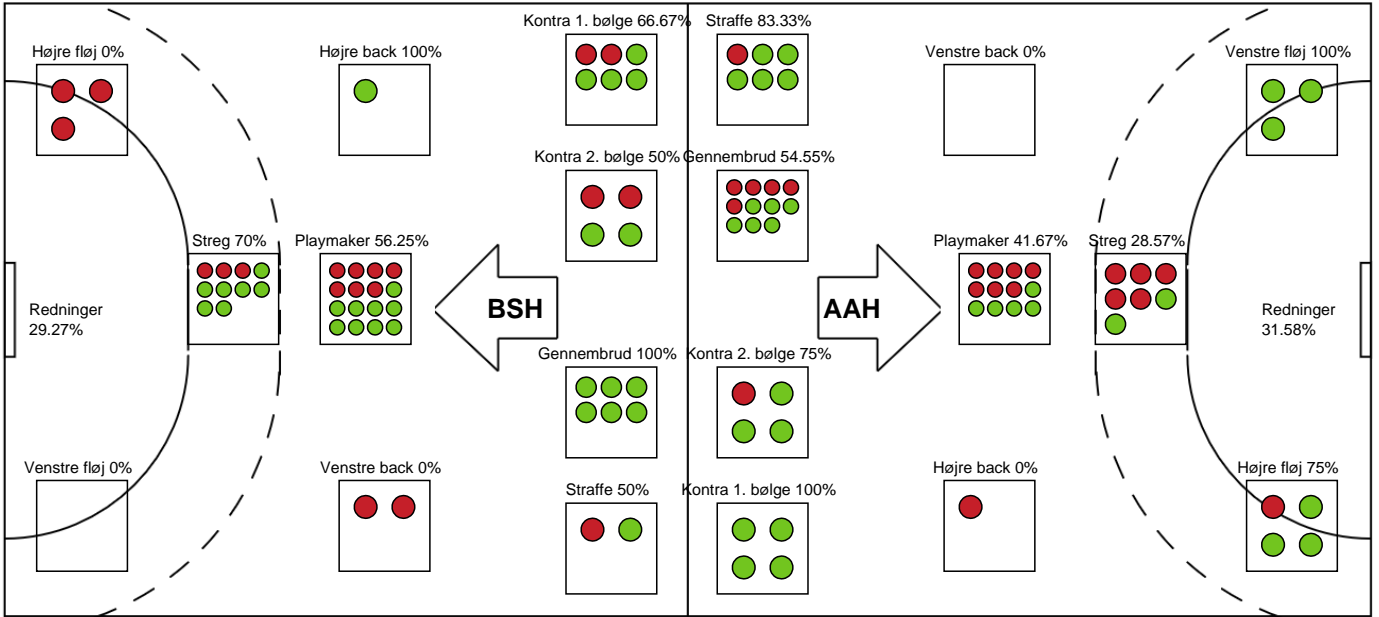 Kontra 1. bølge 66.67%
Straffe 83.33%
Højre fløj 0%
Højre back 100%
Venstre back 0%
Venstre fløj 100%
Kontra 2. bølge 50%
Gennembrud 54.55%
Streg 70%
Playmaker 56.25%
Playmaker 41.67%
Streg 28.57%
Redninger
29.27%
BSH
AAH
Redninger
31.58%
Gennembrud 100%
Kontra 2. bølge 75%
Venstre fløj 0%
Venstre back 0%
Straffe 50%
Kontra 1. bølge 100%
Højre back 0%
Højre fløj 75%